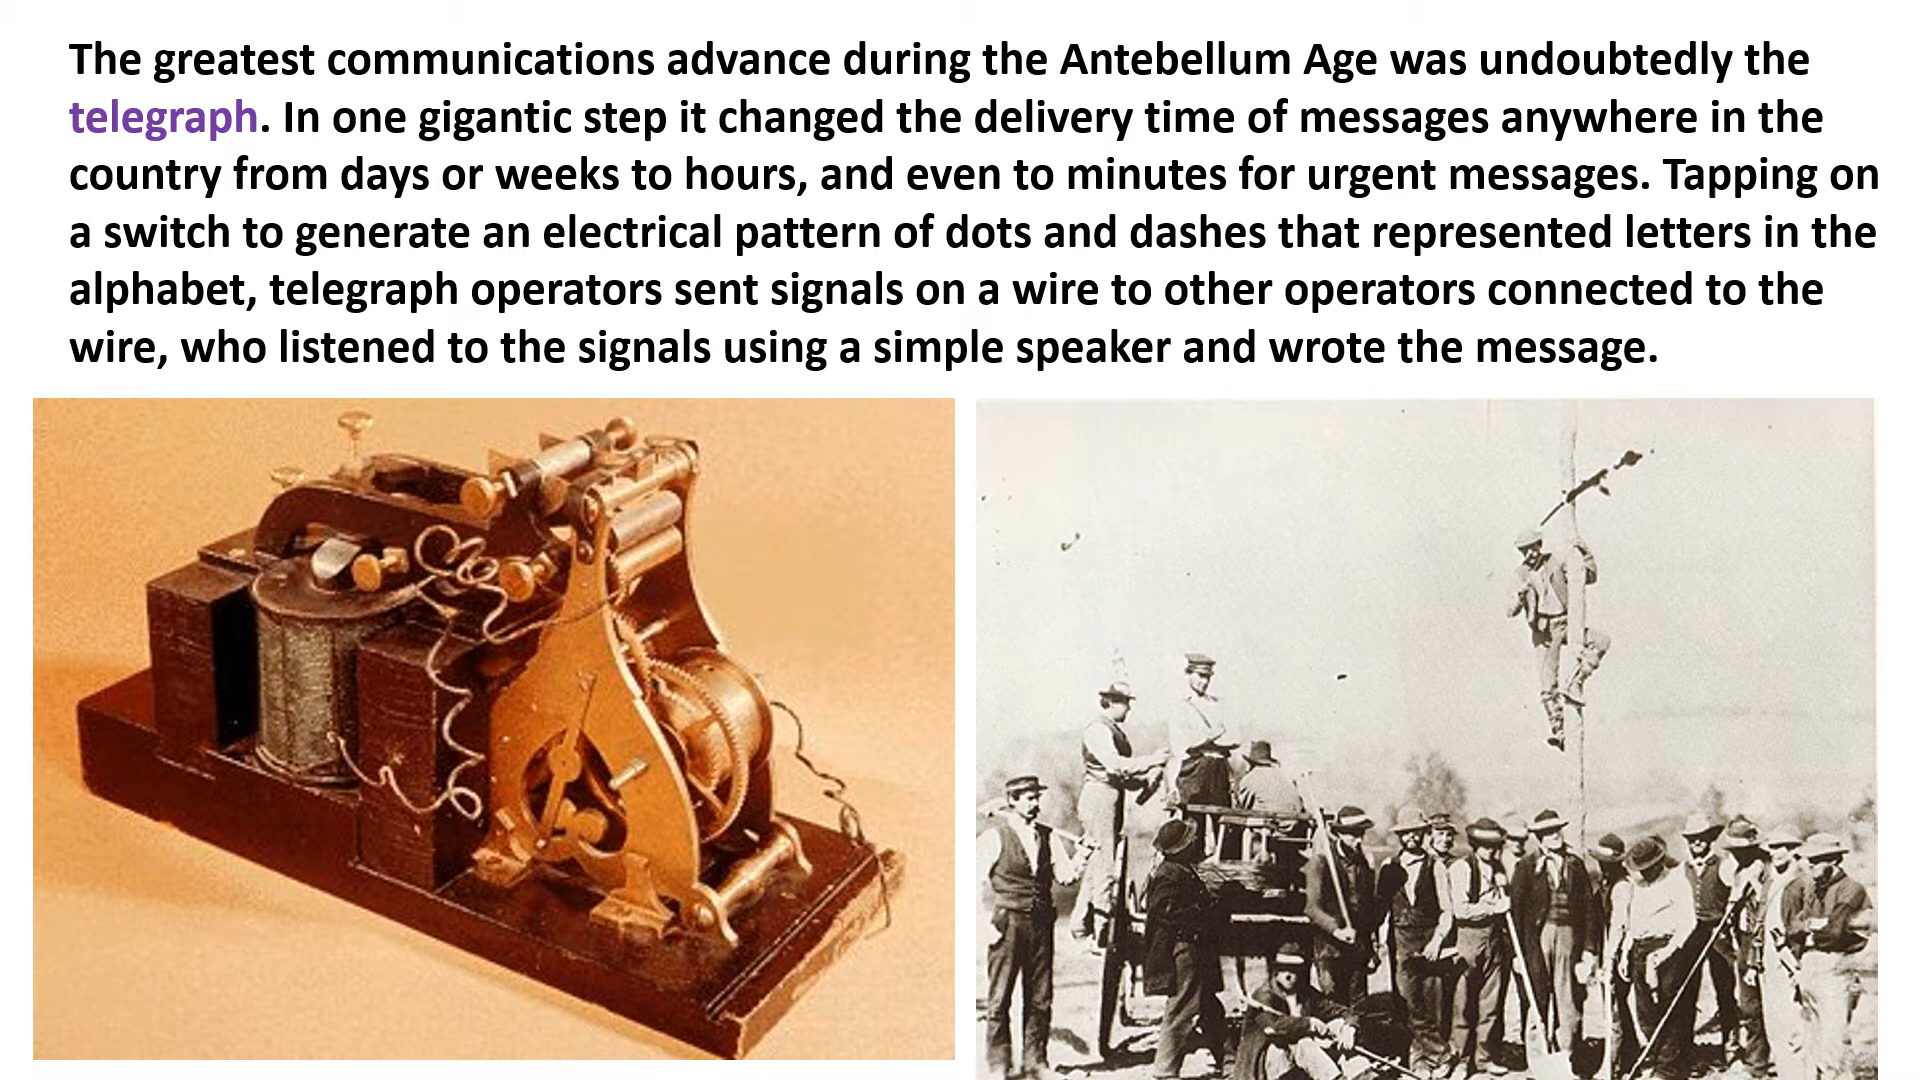 The greatest communications advance during the Antebellum Age was undoubtedly the
telegraph. In one gigantic step it changed the delivery time of messages anywhere in the
country from days or weeks to hours, and even to minutes for urgent messages. Tapping on
a switch to generate an electrical pattern of dots and dashes that represented letters in the
alphabet, telegraph operators sent signals on a wire to other operators connected to the
wire, who listened to the signals using a simple speaker and wrote the message.